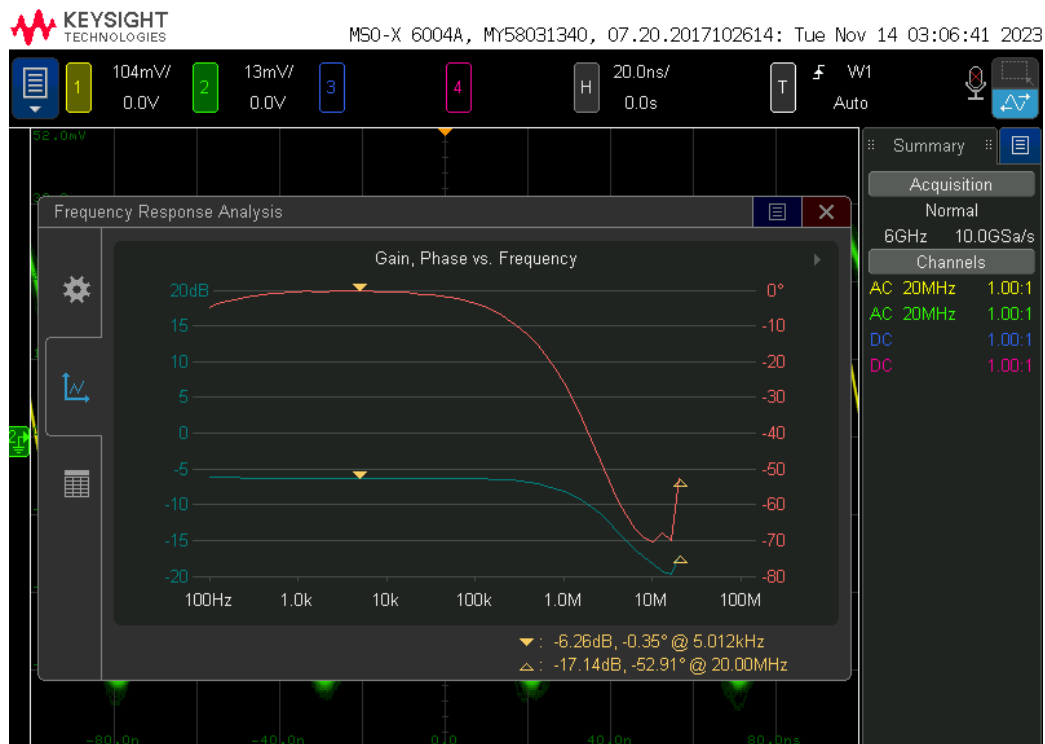 KEYSIGHT
TECHNOLOGIES
MSO-X 6004A, MY58031340, 07.20.2017102614: Tue Nov 14 03:06:41 2023
1 104mV/ 2 13mV/ 3 4 H 20.0ns/ T W1
0.0V 0.0V 0.0s Auto
52.0mV
Summary
Acquisition
Normal
6GHz 10.0GSa/s
Channels
AC 20MHz 1.00:1
AC 20MHz 1.00:1
DC 1.00:1
DC 1.00:1
Frequency Response Analysis
Gain, Phase vs. Frequency
20dB 0°
15 -10
10 -20
5 -30
0 -40
-5 -50
-10 -60
-15 -70
-20 -80
100Hz 1.0k 10k 100k 1.0M 10M 100M
: -6.26dB, -0.35° @ 5.012kHz
: -17.14dB, -52.91° @ 20.00MHz
2
-80.0n -40.0n 0.0 40.0n 80.0ns